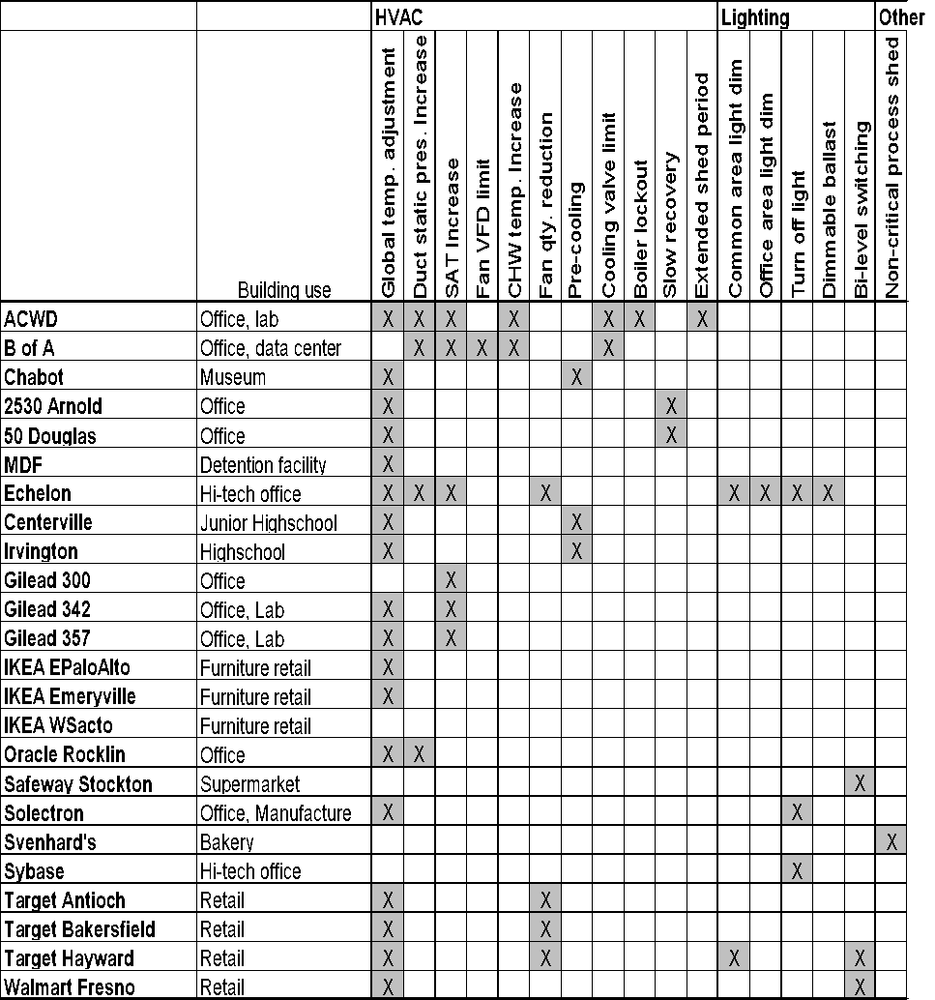 HVAC Lighting Other
Building use Global temp. adjustment Duct static pres. Increase SAT Increase Fan VFD limit CHW temp. Increase Fan qty. reduction Pre-cooling Cooling valve limit Boiler lockout Slow recovery Extended shed period Common area light dim Office area light dim Turn off light Dimmable ballast Bi-level switching Non-critical process shed
ACWD Office, lab X X X X X X X
B of A Office, data center X X X X X
Chabot Museum X X
2530 Arnold Office X X
50 Douglas Office X X
MDF Detention facility X
Echelon Hi-tech office X X X X X X X X
Centerville Junior Highschool X X
Irvington Highschool X X
Gilead 300 Office X
Gilead 342 Office, Lab X X
Gilead 357 Office, Lab X X
IKEA EPaloAlto Furniture retail X
IKEA Emeryville Furniture retail X
IKEA WSacto Furniture retail
Oracle Rocklin Office X X
Safeway Stockton Supermarket X
Solectron Office, Manufacture X X
Svenhard's Bakery X
Sybase Hi-tech office X
Target Antioch Retail X X
Target Bakersfield Retail X X
Target Hayward Retail X X X X
Walmart Fresno Retail X X